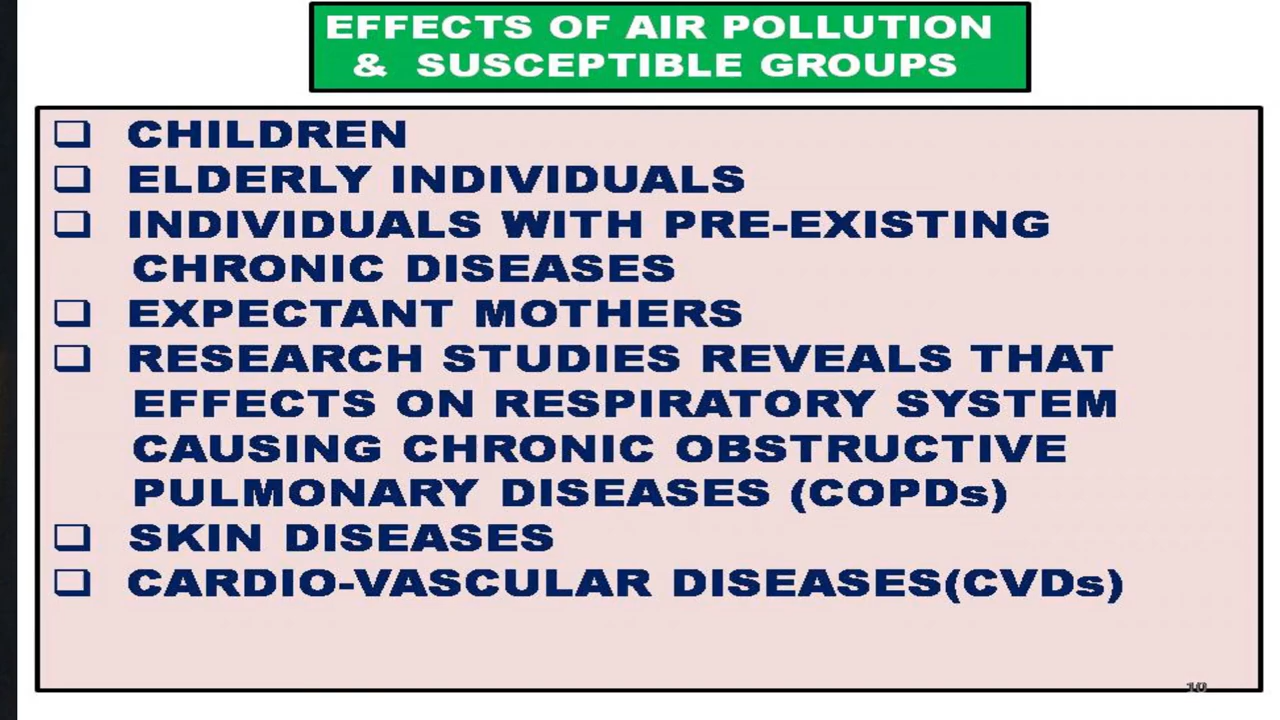 EFFECTS OF AIR POLLUTION
& SUSCEPTIBLE GROUPS
❑ CHILDREN
❑ ELDERLY INDIVIDUALS
❑ INDIVIDUALS WITH PRE-EXISTING
CHRONIC DISEASES
❑ EXPECTANT MOTHERS
❑ RESEARCH STUDIES REVEALS THAT
EFFECTS ON RESPIRATORY SYSTEM
CAUSING CHRONIC OBSTRUCTIVE
PULMONARY DISEASES (COPDs)
❑ SKIN DISEASES
❑ CARDIO-VASCULAR DISEASES(CVDs)
10